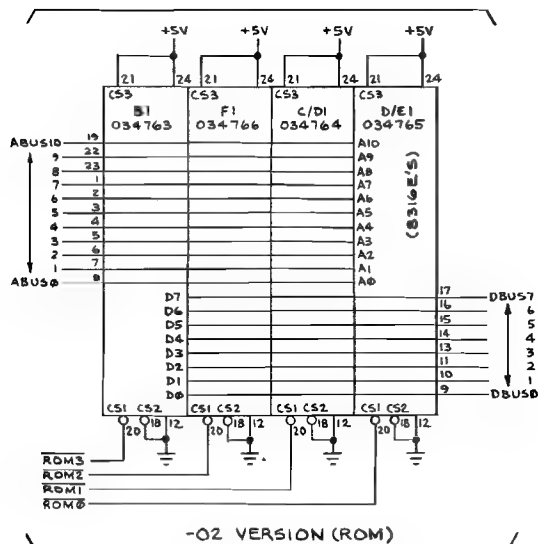 +5V +5V +5V +5V
21 24 21 24 21 24 21 24
CS3 CS3 CS3 CS3
B1 F1 C/D1 D/E1
034763 034766 034764 034765
(8316E'S)
ABUS10 19 A10
9 22 A9
8 23 A8
7 1 A7
6 2 A6
5 3 A5
4 4 A4
3 5 A3
2 6 A2
1 7 A1
ABUS0 8 A0
D7 17 DBUS7
D6 16 6
D5 15 5
D4 14 4
D3 13 3
D2 11 2
D1 10 1
D0 9 DBUS0
CS1 CS2 CS1 CS2 CS1 CS2 CS1 CS2
20 18 12 20 18 12 20 18 12 20 18 12
ROM3
ROM2
ROM1
ROM0
-02 VERSION (ROM)